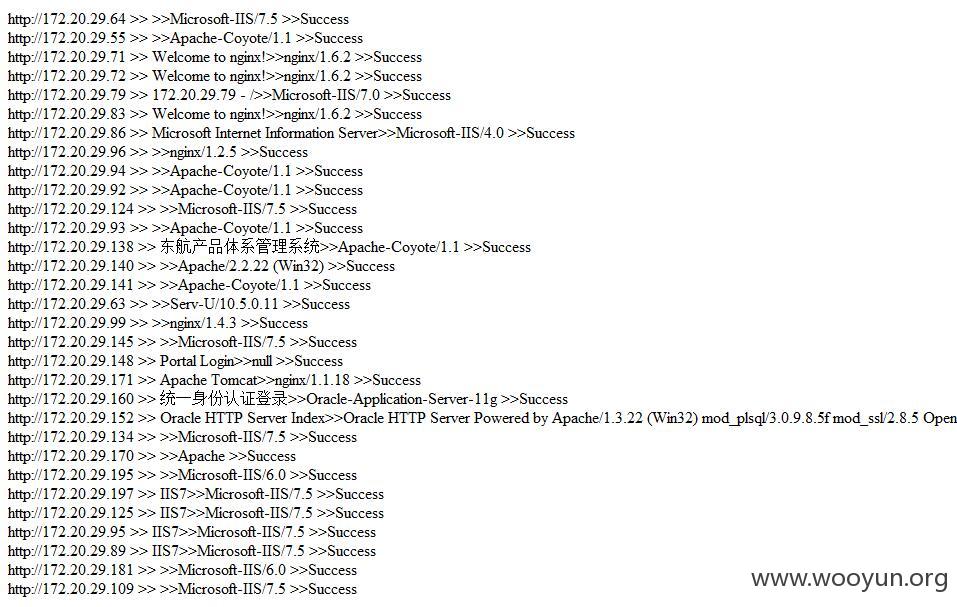 http://172.20.29.64 >> >>Microsoft-IIS/7.5 >>Success
http://172.20.29.55 >> >>Apache-Coyote/1.1 >>Success
http://172.20.29.71 >> Welcome to nginx!>>nginx/1.6.2 >>Success
http://172.20.29.72 >> Welcome to nginx!>>nginx/1.6.2 >>Success
http://172.20.29.79 >> 172.20.29.79 - />>Microsoft-IIS/7.0 >>Success
http://172.20.29.83 >> Welcome to nginx!>>nginx/1.6.2 >>Success
http://172.20.29.86 >> Microsoft Internet Information Server>>Microsoft-IIS/4.0 >>Success
http://172.20.29.96 >> >>nginx/1.2.5 >>Success
http://172.20.29.94 >> >>Apache-Coyote/1.1 >>Success
http://172.20.29.92 >> >>Apache-Coyote/1.1 >>Success
http://172.20.29.124 >> >>Microsoft-IIS/7.5 >>Success
http://172.20.29.93 >> >>Apache-Coyote/1.1 >>Success
http://172.20.29.138 >> 东航产品体系管理系统>>Apache-Coyote/1.1 >>Success
http://172.20.29.140 >> >>Apache/2.2.22 (Win32) >>Success
http://172.20.29.141 >> >>Apache-Coyote/1.1 >>Success
http://172.20.29.63 >> >>Serv-U/10.5.0.11 >>Success
http://172.20.29.99 >> >>nginx/1.4.3 >>Success
http://172.20.29.145 >> >>Microsoft-IIS/7.5 >>Success
http://172.20.29.148 >> Portal Login>>null >>Success
http://172.20.29.171 >> Apache Tomcat>>nginx/1.1.18 >>Success
http://172.20.29.160 >> 统一身份认证登录>>Oracle-Application-Server-11g >>Success
http://172.20.29.152 >> Oracle HTTP Server Index>>Oracle HTTP Server Powered by Apache/1.3.22 (Win32) mod_plsql/3.0.9.8.5f mod_ssl/2.8.5 Open
http://172.20.29.134 >> >>Microsoft-IIS/7.5 >>Success
http://172.20.29.170 >> >>Apache >>Success
http://172.20.29.195 >> >>Microsoft-IIS/6.0 >>Success
http://172.20.29.197 >> IIS7>>Microsoft-IIS/7.5 >>Success
http://172.20.29.125 >> IIS7>>Microsoft-IIS/7.5 >>Success
http://172.20.29.95 >> IIS7>>Microsoft-IIS/7.5 >>Success
http://172.20.29.89 >> IIS7>>Microsoft-IIS/7.5 >>Success
http://172.20.29.181 >> >>Microsoft-IIS/6.0 >>Success
http://172.20.29.109 >> >>Microsoft-IIS/7.5 >>Success
www.wooyun.org